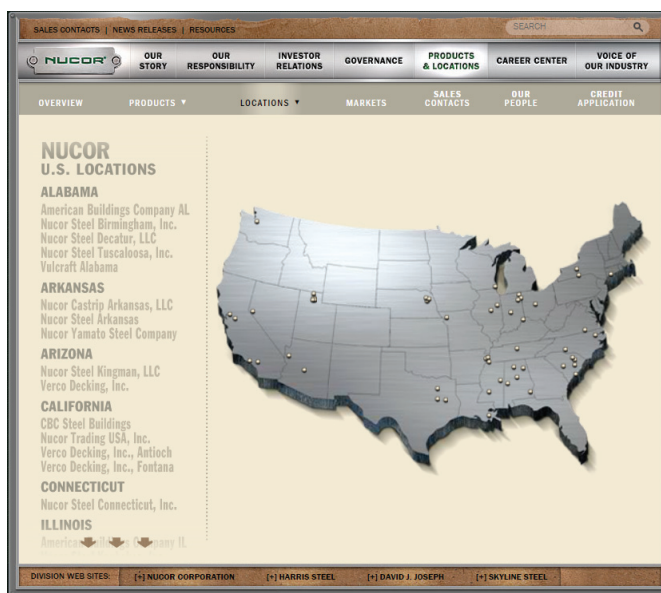 SALES CONTACTS | NEWS RELEASES | RESOURCES
SEARCH
NUCOR
OUR STORY
OUR RESPONSIBILITY
INVESTOR RELATIONS
GOVERNANCE
PRODUCTS & LOCATIONS
CAREER CENTER
VOICE OF OUR INDUSTRY
OVERVIEW
PRODUCTS ▼
LOCATIONS ▼
MARKETS
SALES CONTACTS
OUR PEOPLE
CREDIT APPLICATION
NUCOR
U.S. LOCATIONS
ALABAMA
American Buildings Company AL
Nucor Steel Birmingham, Inc.
Nucor Steel Decatur, LLC
Nucor Steel Tuscaloosa, Inc.
Vulcraft Alabama
ARKANSAS
Nucor Castrip Arkansas, LLC
Nucor Steel Arkansas
Nucor Yamato Steel Company
ARIZONA
Nucor Steel Kingman, LLC
Verco Decking, Inc.
CALIFORNIA
CBC Steel Buildings
Nucor Trading USA, Inc.
Verco Decking, Inc., Antioch
Verco Decking, Inc., Fontana
CONNECTICUT
Nucor Steel Connecticut, Inc.
ILLINOIS
American Buildings Company IL
DIVISION WEB SITES:
[+] NUCOR CORPORATION
[+] HARRIS STEEL
[+] DAVID J. JOSEPH
[+] SKYLINE STEEL